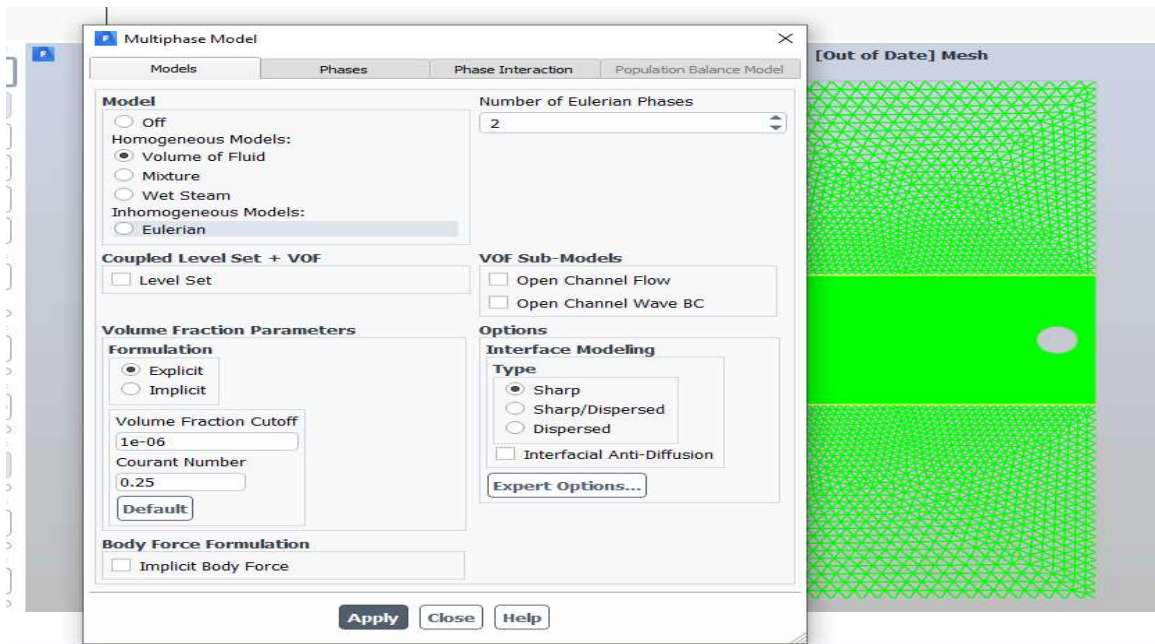 Multiphase Model
[Out of Date] Mesh
Models Phases Phase Interaction Population Balance Model
Model
Off
Homogeneous Models:
Volume of Fluid
Mixture
Wet Steam
Inhomogeneous Models:
Eulerian
Number of Eulerian Phases
2
Coupled Level Set + VOF
Level Set
VOF Sub-Models
Open Channel Flow
Open Channel Wave BC
Volume Fraction Parameters
Formulation
Explicit
Implicit
Volume Fraction Cutoff
1e-06
Courant Number
0.25
Default
Options
Interface Modeling
Type
Sharp
Sharp/Dispersed
Dispersed
Interfacial Anti-Diffusion
Expert Options...
Body Force Formulation
Implicit Body Force
Apply Close Help